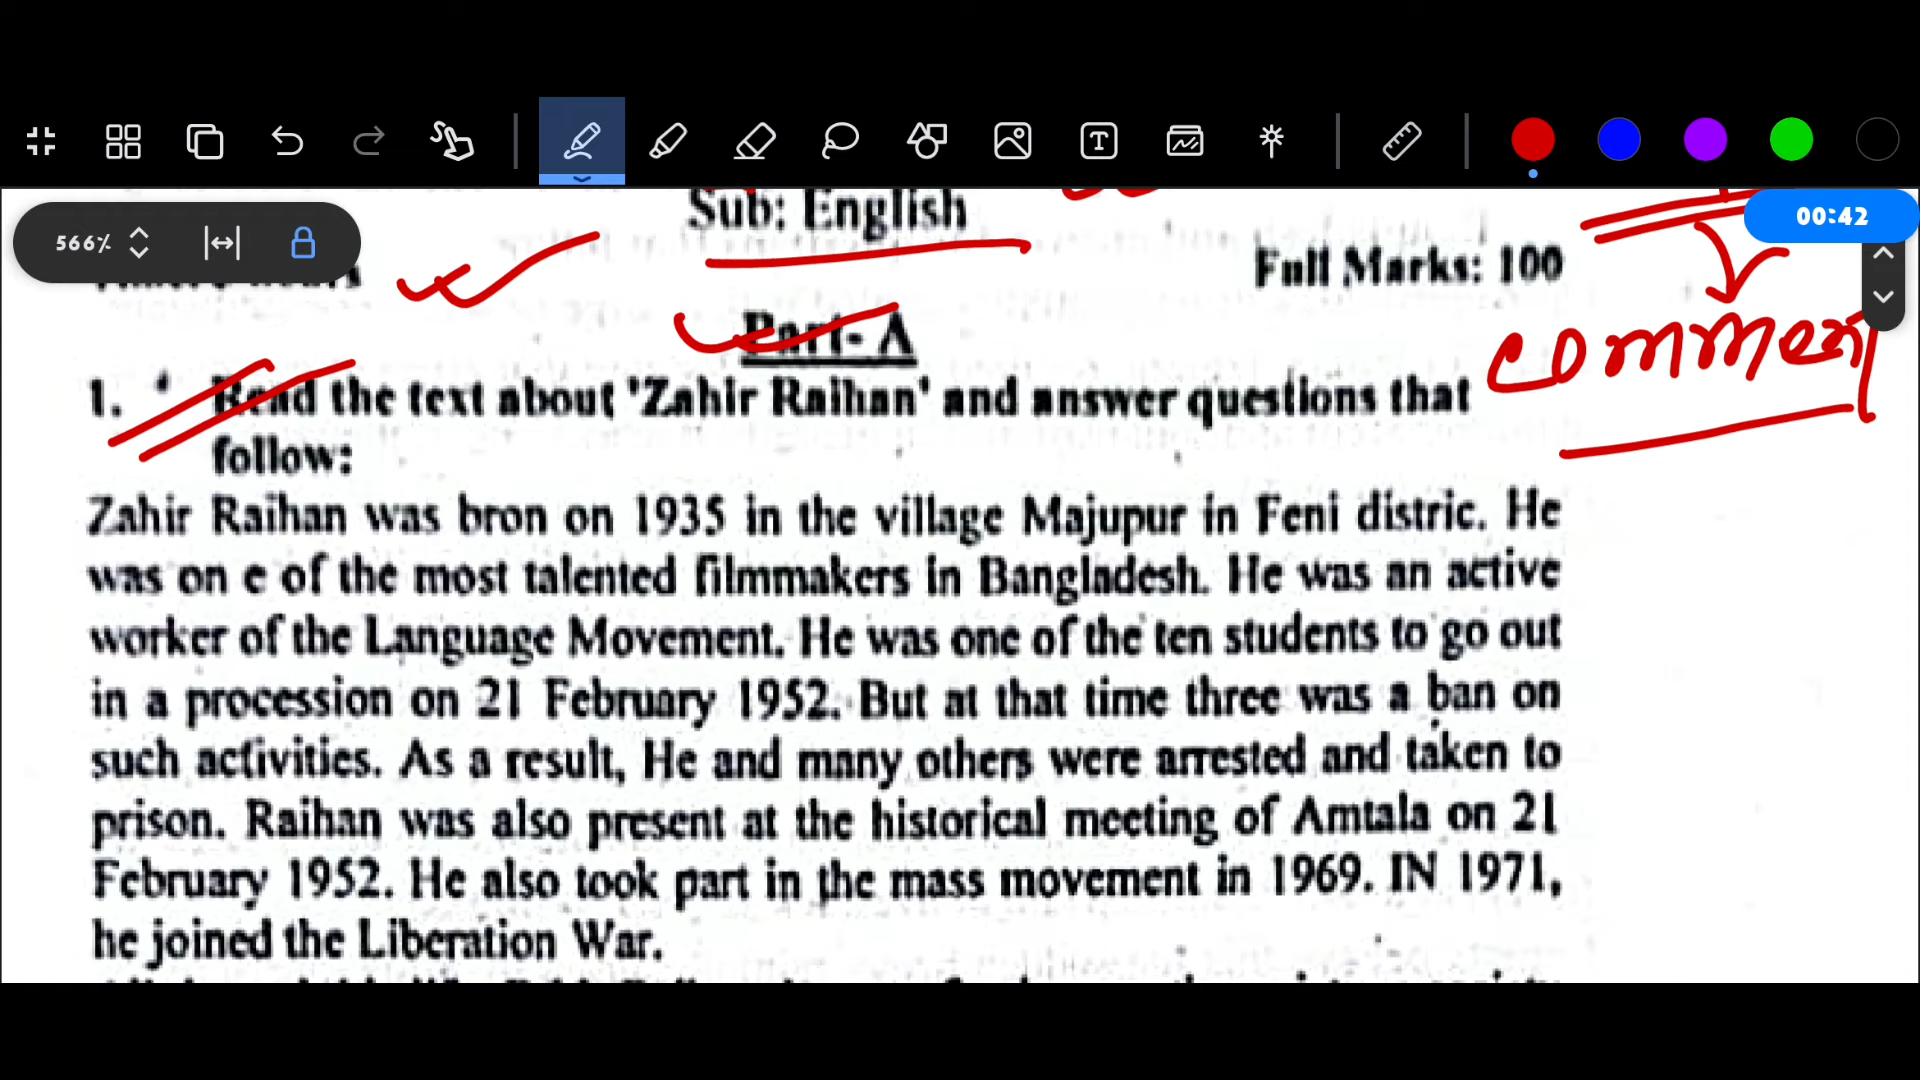 Sub: English
00:42
566%
Full Marks: 100
Part- A
comment
1. Read the text about 'Zahir Raihan' and answer questions that
follow:
Zahir Raihan was bron on 1935 in the village Majupur in Feni distric. He
was on e of the most talented filmmakers in Bangladesh. He was an active
worker of the Language Movement. He was one of the ten students to go out
in a procession on 21 February 1952. But at that time three was a ban on
such activities. As a result, He and many others were arrested and taken to
prison. Raihan was also present at the historical meeting of Amtala on 21
February 1952. He also took part in the mass movement in 1969. IN 1971,
he joined the Liberation War.